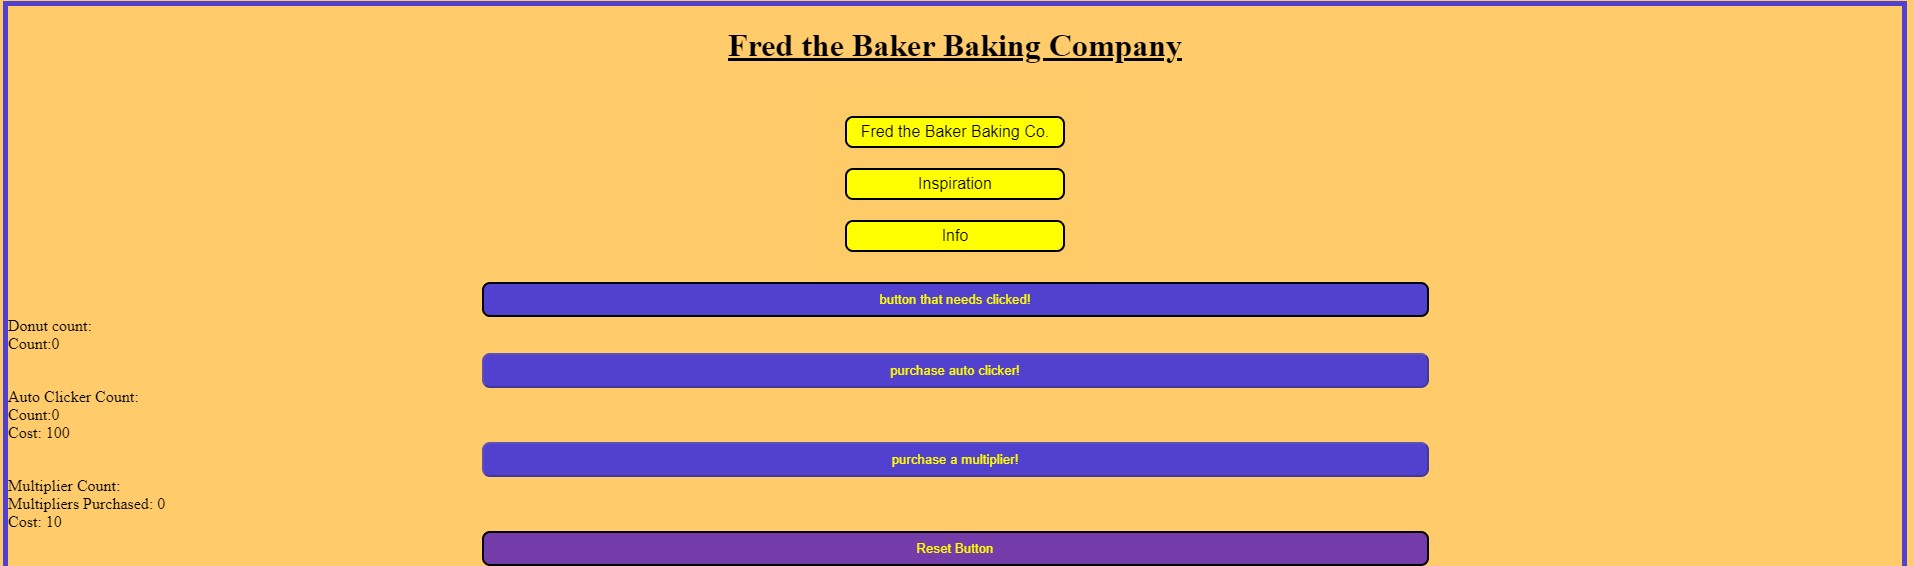 Fred the Baker Baking Company
Fred the Baker Baking Co.
Inspiration
Info
button that needs clicked!
Donut count:
Count:0
purchase auto clicker!
Auto Clicker Count:
Count:0
Cost: 100
purchase a multiplier!
Multiplier Count:
Multipliers Purchased: 0
Cost: 10
Reset Button